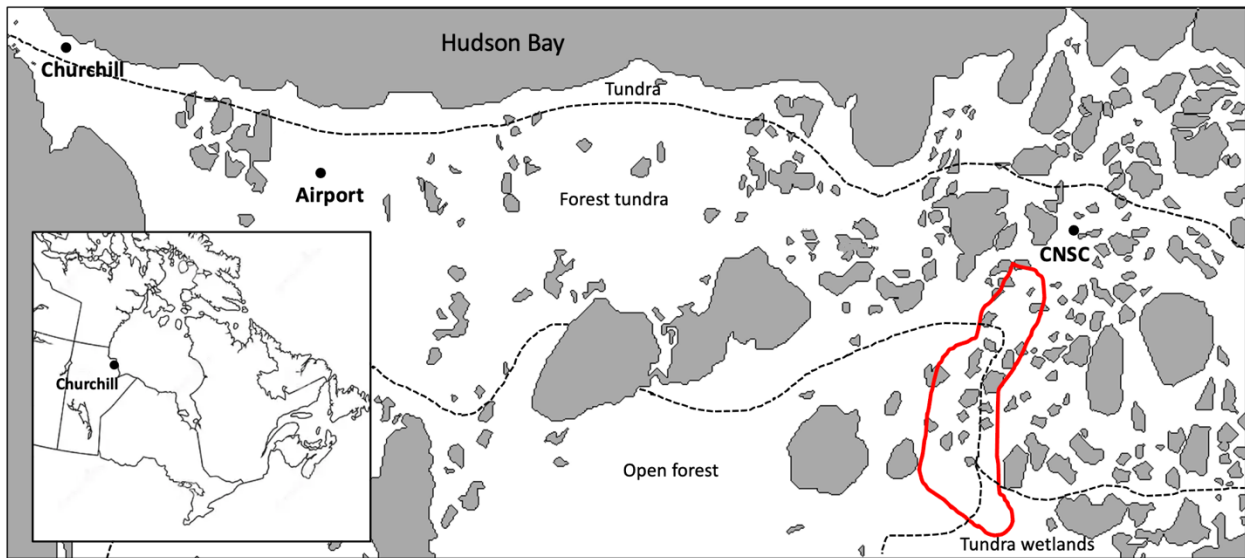 Hudson Bay
Churchill
Tundra
Airport
Forest tundra
CNSC
Churchill
Open forest
Tundra wetlands